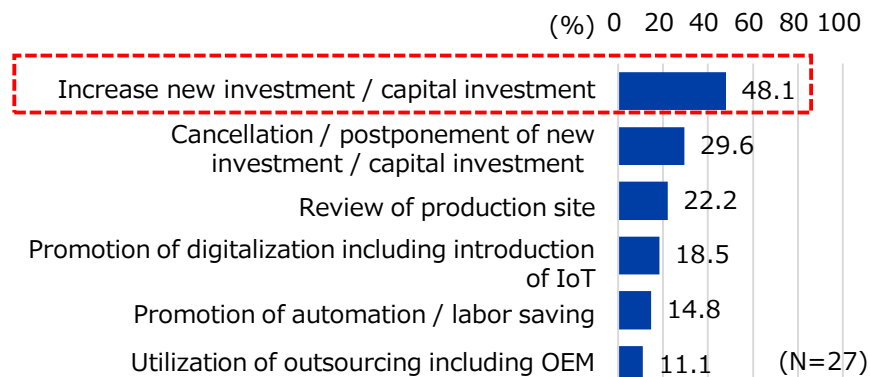 (%) 0 20 40 60 80 100
Increase new investment / capital investment 48.1
Cancellation / postponement of new
investment / capital investment 29.6
Review of production site 22.2
Promotion of digitalization including introduction
of IoT 18.5
Promotion of automation / labor saving 14.8
Utilization of outsourcing including OEM 11.1 (N=27)